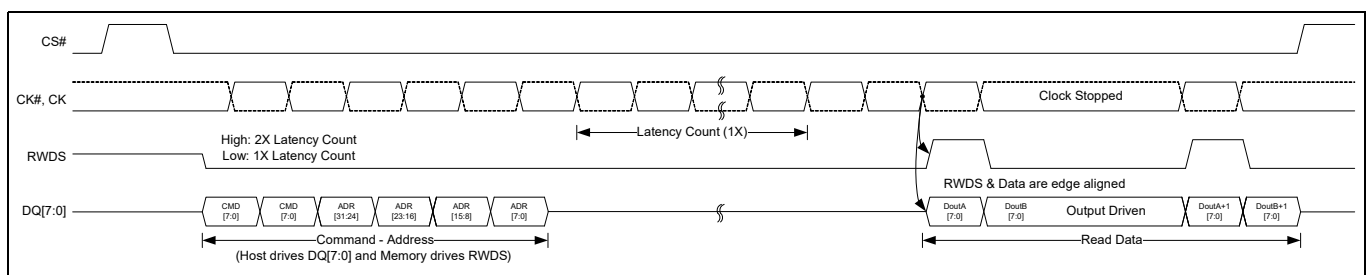 CS#
CK#, CK
Clock Stopped
Latency Count (1X)
High: 2X Latency Count
Low: 1X Latency Count
RWDS
RWDS & Data are edge aligned
DQ[7:0]
CMD [7:0]
CMD [7:0]
ADR [31:24]
ADR [23:16]
ADR [15:8]
ADR [7:0]
DoutA [7:0]
DoutB [7:0]
Output Driven
DoutA+1 [7:0]
DoutB+1 [7:0]
Command - Address
(Host drives DQ[7:0] and Memory drives RWDS)
Read Data